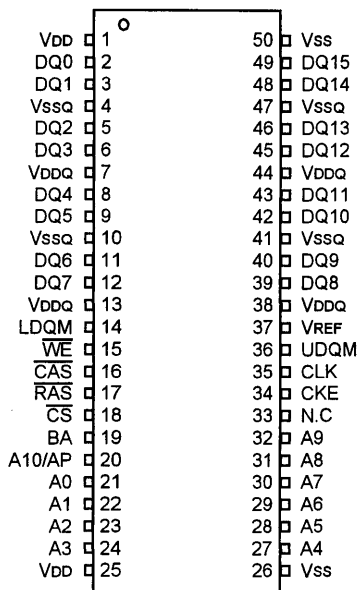 VDD 1 50 VSS
DQ0 2 49 DQ15
DQ1 3 48 DQ14
VSSQ 4 47 VSSQ
DQ2 5 46 DQ13
DQ3 6 45 DQ12
VDDQ 7 44 VDDQ
DQ4 8 43 DQ11
DQ5 9 42 DQ10
VSSQ 10 41 VSSQ
DQ6 11 40 DQ9
DQ7 12 39 DQ8
VDDQ 13 38 VDDQ
LDQM 14 37 VREF
W̅E̅ 15 36 UDQM
C̅A̅S̅ 16 35 CLK
R̅A̅S̅ 17 34 CKE
C̅S̅ 18 33 N.C
BA 19 32 A9
A10/AP 20 31 A8
A0 21 30 A7
A1 22 29 A6
A2 23 28 A5
A3 24 27 A4
VDD 25 26 VSS